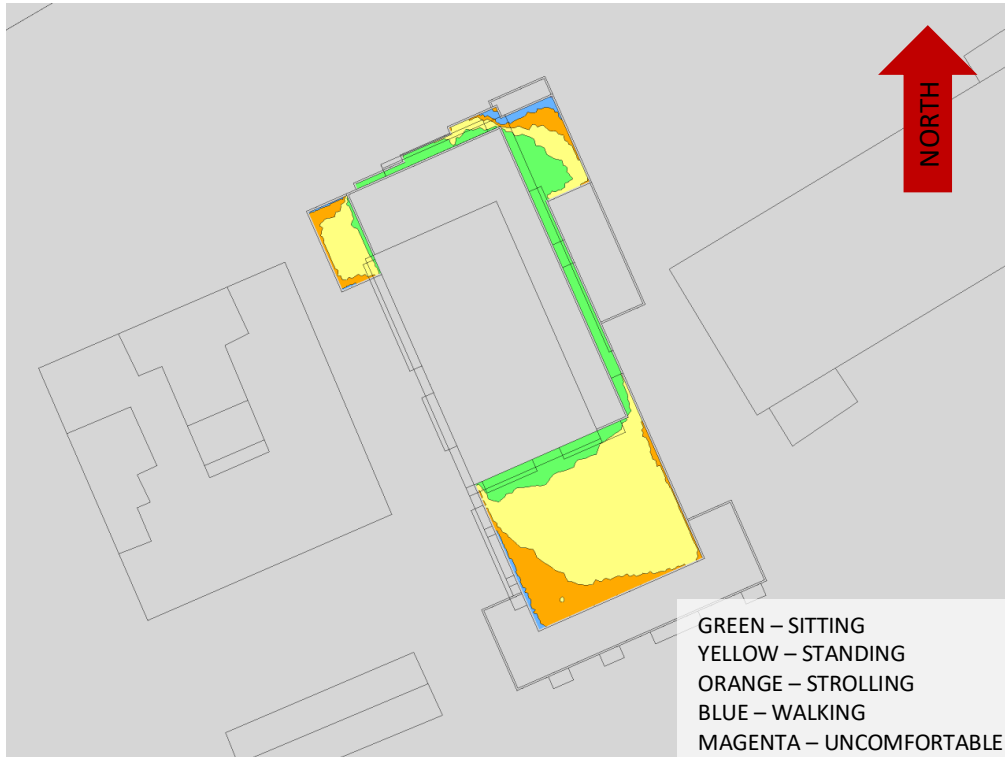 NORTH
GREEN – SITTING
YELLOW – STANDING
ORANGE – STROLLING
BLUE – WALKING
MAGENTA – UNCOMFORTABLE